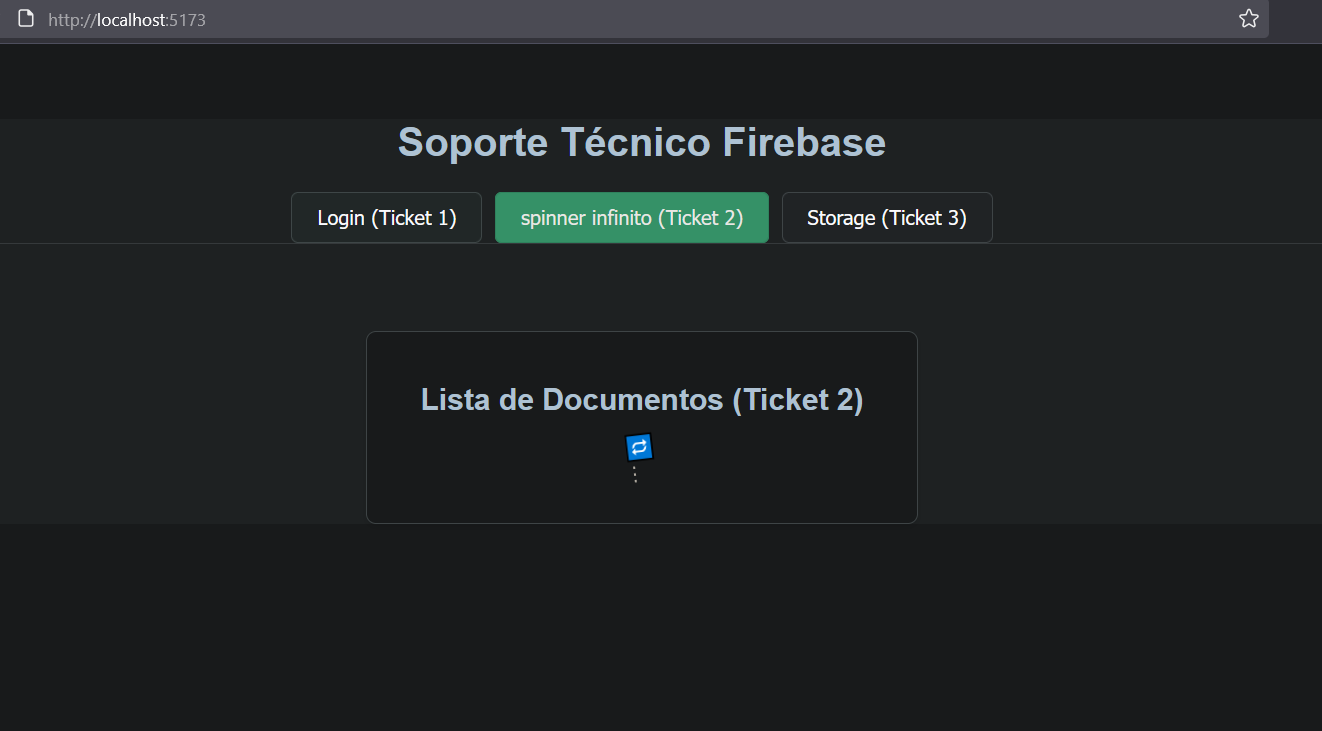 http://localhost:5173
Soporte Técnico Firebase
Login (Ticket 1)
spinner infinito (Ticket 2)
Storage (Ticket 3)
Lista de Documentos (Ticket 2)